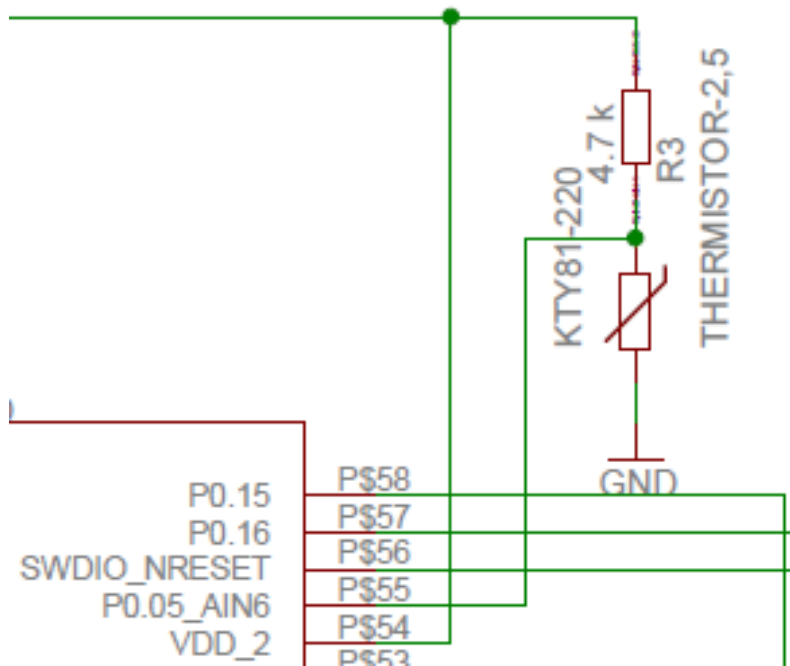 4.7 k
R3
THERMISTOR-2,5
KTY81-220
GND
P0.15
P$58
P0.16
P$57
SWDIO_NRESET
P$56
P0.05_AIN6
P$55
VDD_2
P$54
P$53